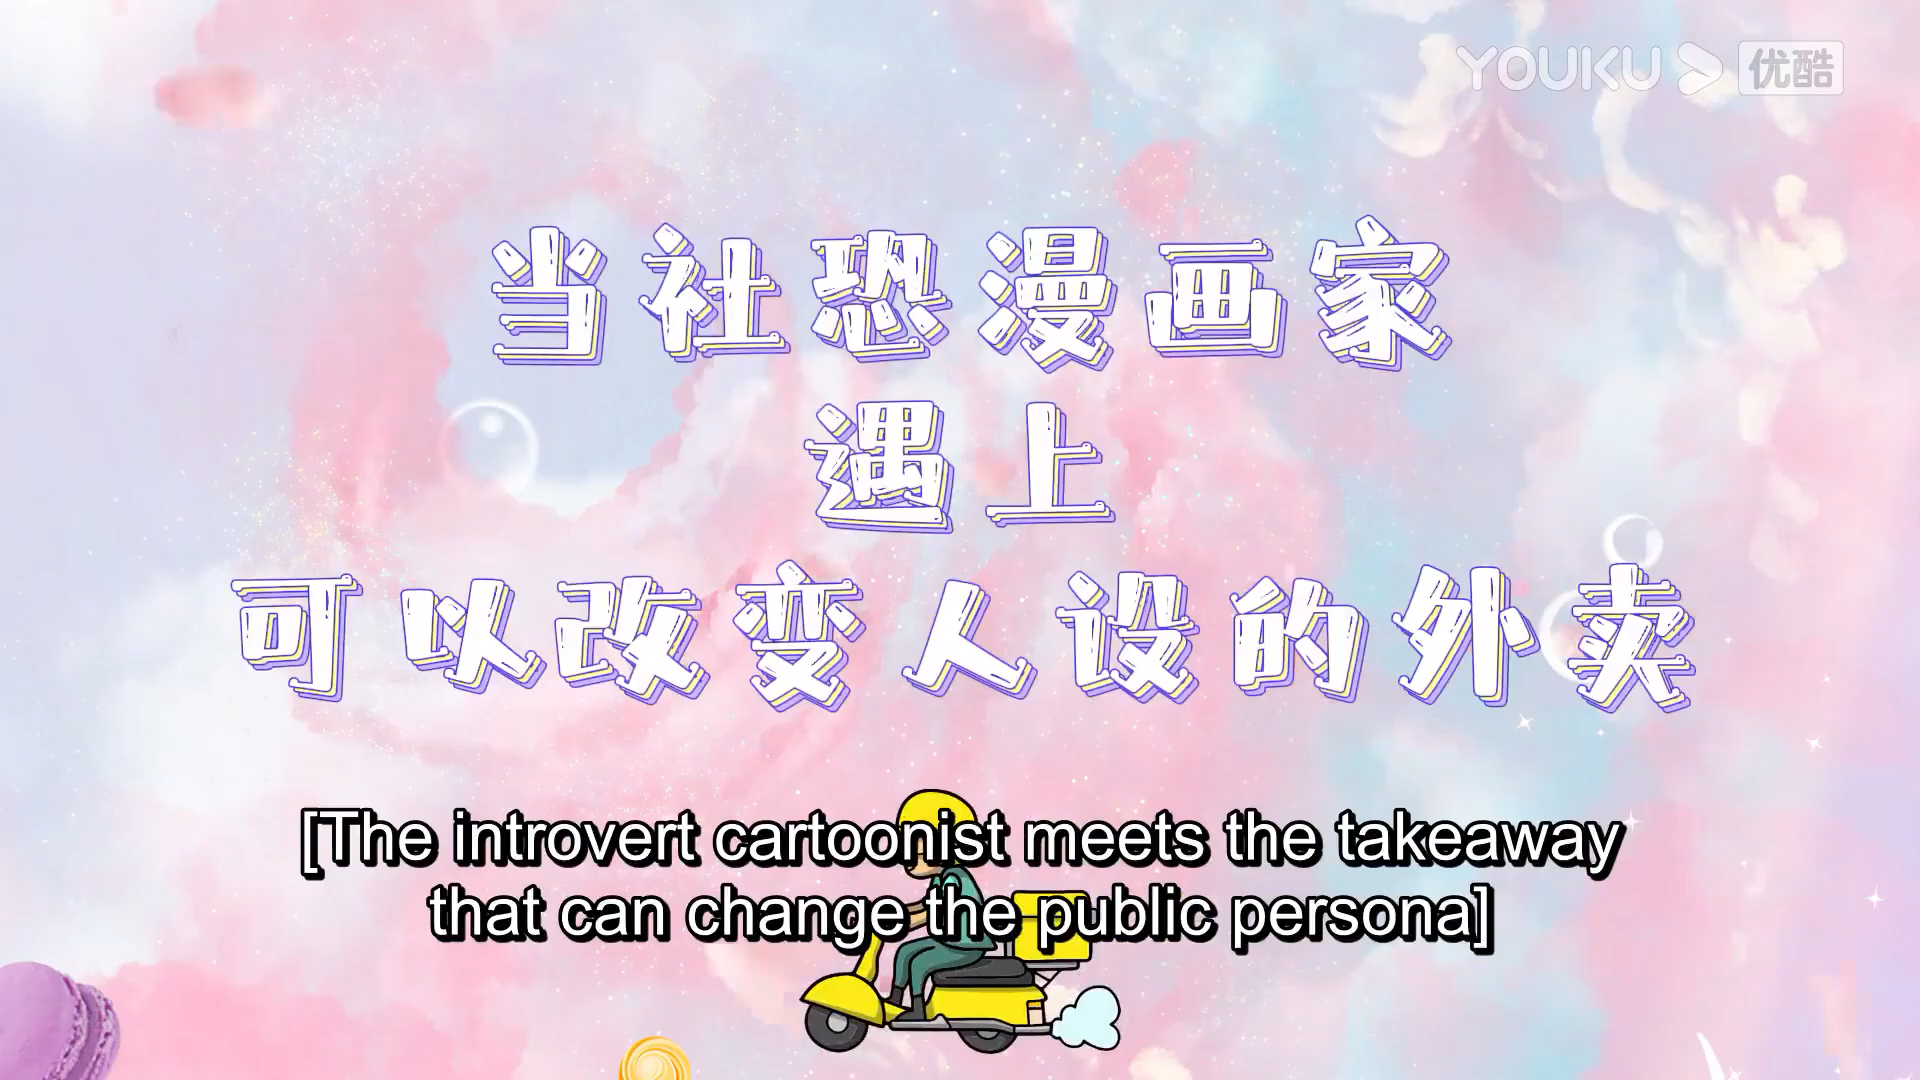 YOUKU 优酷
当社恐漫画家
遇上
可以改变人设的外卖
[The introvert cartoonist meets the takeaway
that can change the public persona]